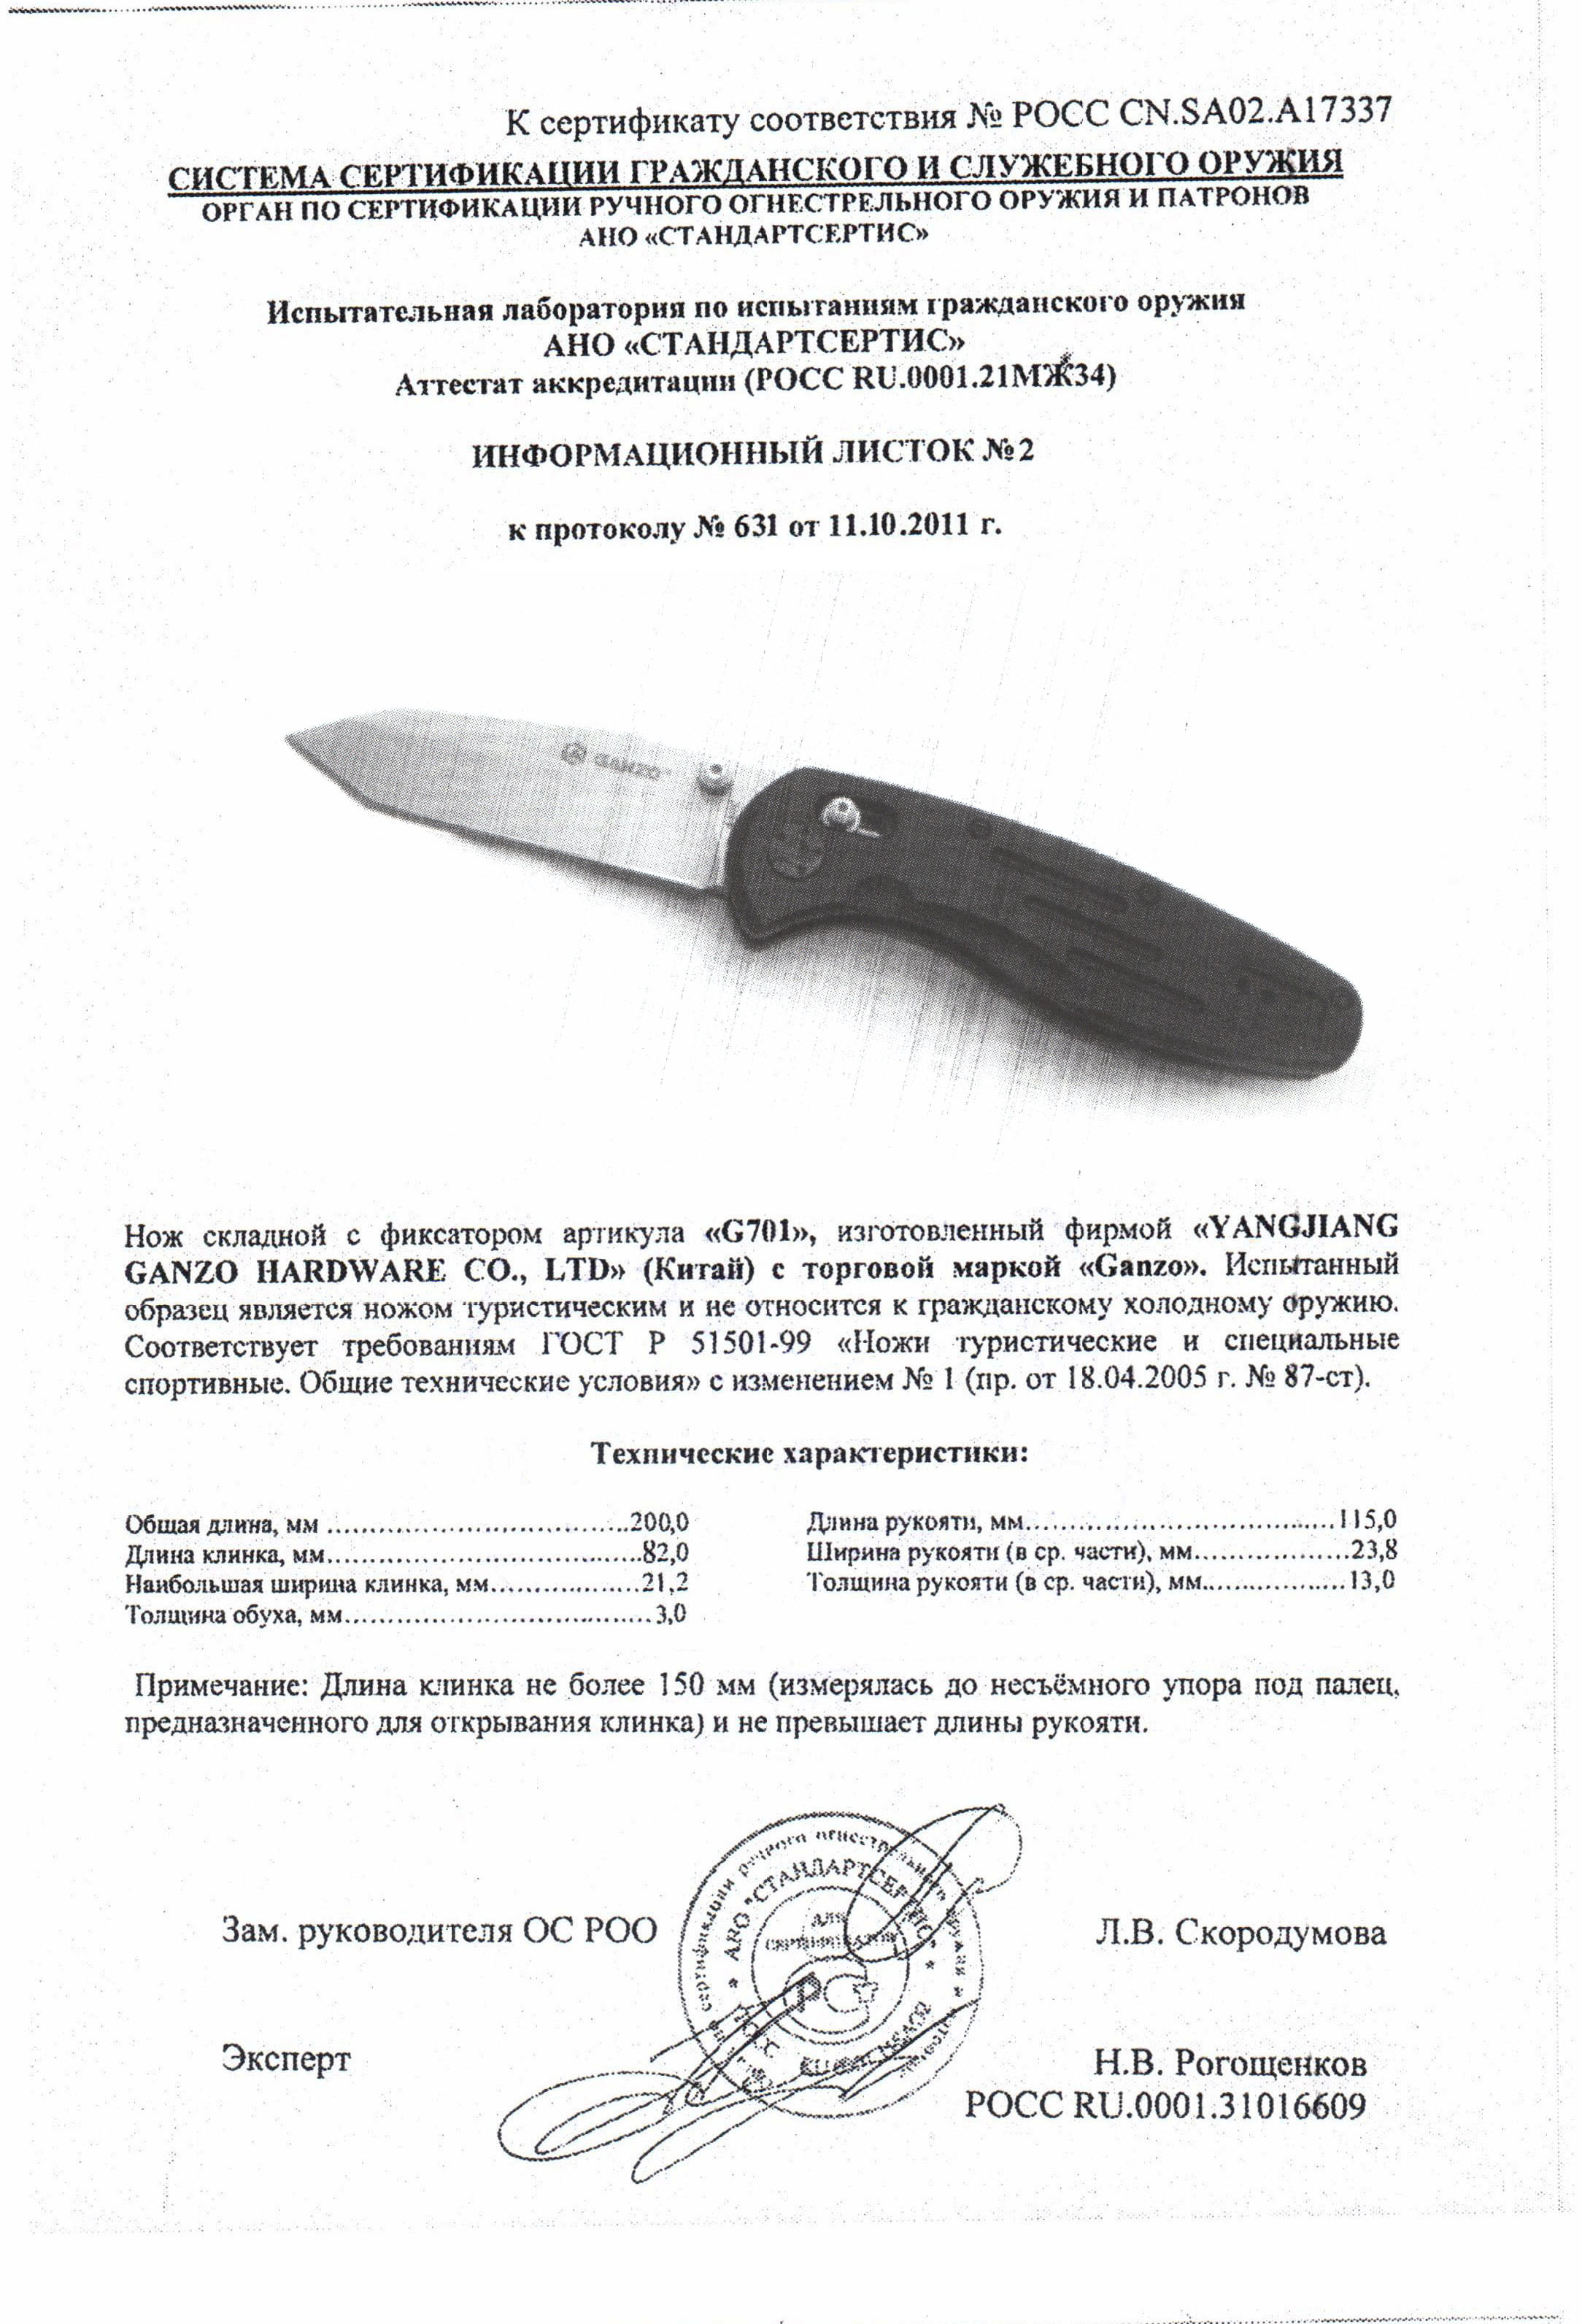 К сертификату соответствия № РОСС CN.SA02.A17337
СИСТЕМА СЕРТИФИКАЦИИ ГРАЖДАНСКОГО И СЛУЖЕБНОГО ОРУЖИЯ
ОРГАН ПО СЕРТИФИКАЦИИ РУЧНОГО ОГНЕСТРЕЛЬНОГО ОРУЖИЯ И ПАТРОНОВ
АНО «СТАНДАРТСЕРТИС»
Испытательная лаборатория по испытаниям гражданского оружия
АНО «СТАНДАРТСЕРТИС»
Аттестат аккредитации (РОСС RU.0001.21МЖ34)
ИНФОРМАЦИОННЫЙ ЛИСТОК №2
к протоколу № 631 от 11.10.2011 г.
GANZO
Нож складной с фиксатором артикула «G701», изготовленный фирмой «YANGJIANG
GANZO HARDWARE CO., LTD» (Китай) с торговой маркой «Ganzo». Испытанный
образец является ножом туристическим и не относится к гражданскому холодному оружию.
Соответствует требованиям ГОСТ Р 51501-99 «Ножи туристические и специальные
спортивные. Общие технические условия» с изменением № 1 (пр. от 18.04.2005 г. № 87-ст).
Технические характеристики:
Общая длина, мм ....................................200,0
Длина клинка, мм.....................................82,0
Наибольшая ширина клинка, мм..................21,2
Толщина обуха, мм....................................3,0
Длина рукояти, мм.....................................115,0
Ширина рукояти (в ср. части), мм..................23,8
Толщина рукояти (в ср. части), мм.................13,0
Примечание: Длина клинка не более 150 мм (измерялась до несъёмного упора под палец,
предназначенного для открывания клинка) и не превышает длины рукояти.
Зам. руководителя ОС РОО
Л.В. Скородумова
АНО "СТАНДАРТСЕРТИС"
Эксперт
Н.В. Рогощенков
РОСС RU.0001.31016609